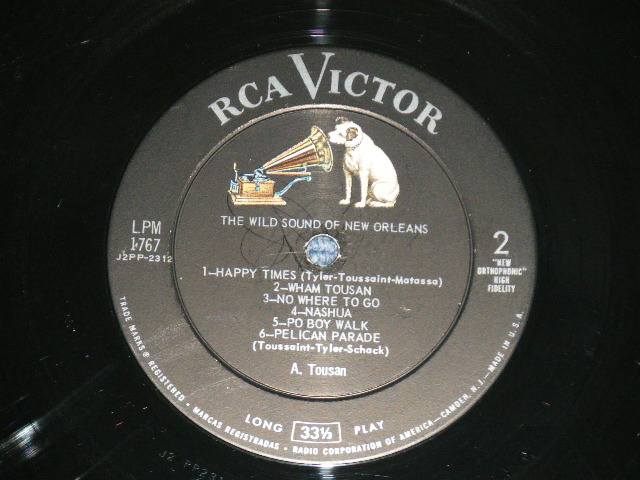 RCA VICTOR
THE WILD SOUND OF NEW ORLEANS
LPM
1-767
J2PP-2312
2
"NEW
ORTHOPHONIC"
HIGH
FIDELITY
1—HAPPY TIMES (Tyler-Toussaint-Matassa)
2—WHAM TOUSAN
3—NO WHERE TO GO
4—NASHUA
5—PO BOY WALK
6—PELICAN PARADE
(Toussaint-Tyler-Schack)
A. Tousan
LONG 33⅓ PLAY
TRADE MARKS ® REGISTERED • MARCAS REGISTRADAS • RADIO CORPORATION OF AMERICA—CAMDEN, N.J.—MADE IN U.S.A.